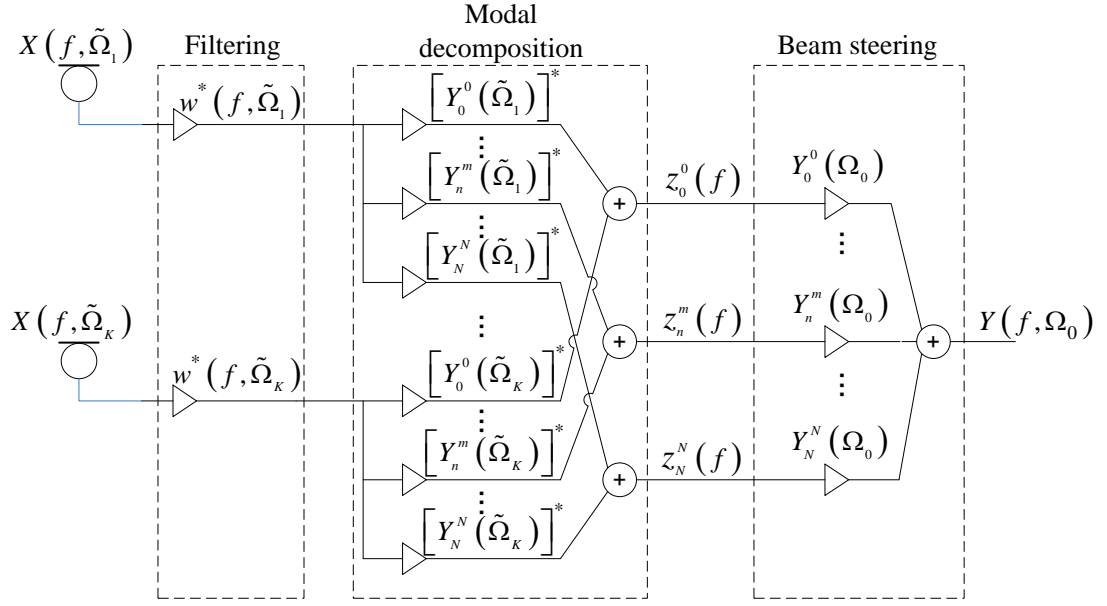 Modal
decomposition
Filtering
Beam steering
X(f,Ω̃₁)
w*(f,Ω̃₁)
[Y₀⁰(Ω̃₁)]*
⋮
[Yₙᵐ(Ω̃₁)]*
⋮
[Y_N^N(Ω̃₁)]*
⋮
X(f,Ω̃_K)
w*(f,Ω̃_K)
[Y₀⁰(Ω̃_K)]*
⋮
[Yₙᵐ(Ω̃_K)]*
⋮
[Y_N^N(Ω̃_K)]*
+
+
+
z₀⁰(f)
zₙᵐ(f)
z_N^N(f)
Y₀⁰(Ω₀)
⋮
Yₙᵐ(Ω₀)
⋮
Y_N^N(Ω₀)
+
Y(f,Ω₀)